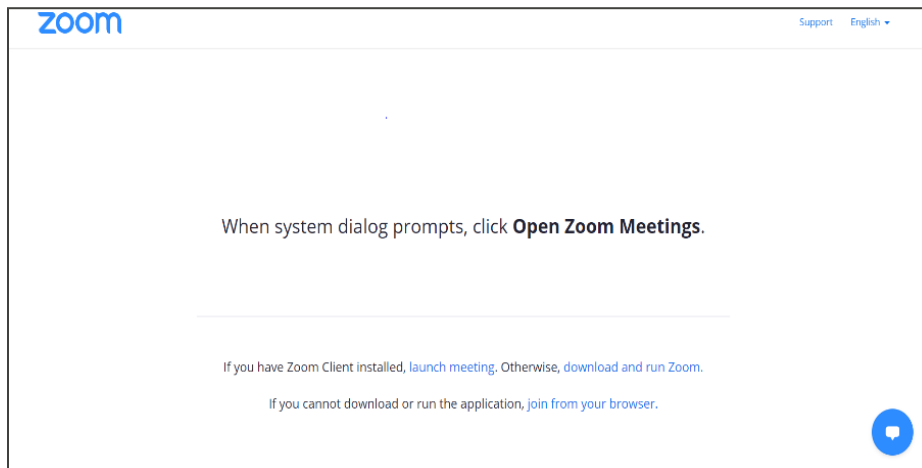 zoom
Support English
When system dialog prompts, click Open Zoom Meetings.
If you have Zoom Client installed, launch meeting. Otherwise, download and run Zoom.
If you cannot download or run the application, join from your browser.